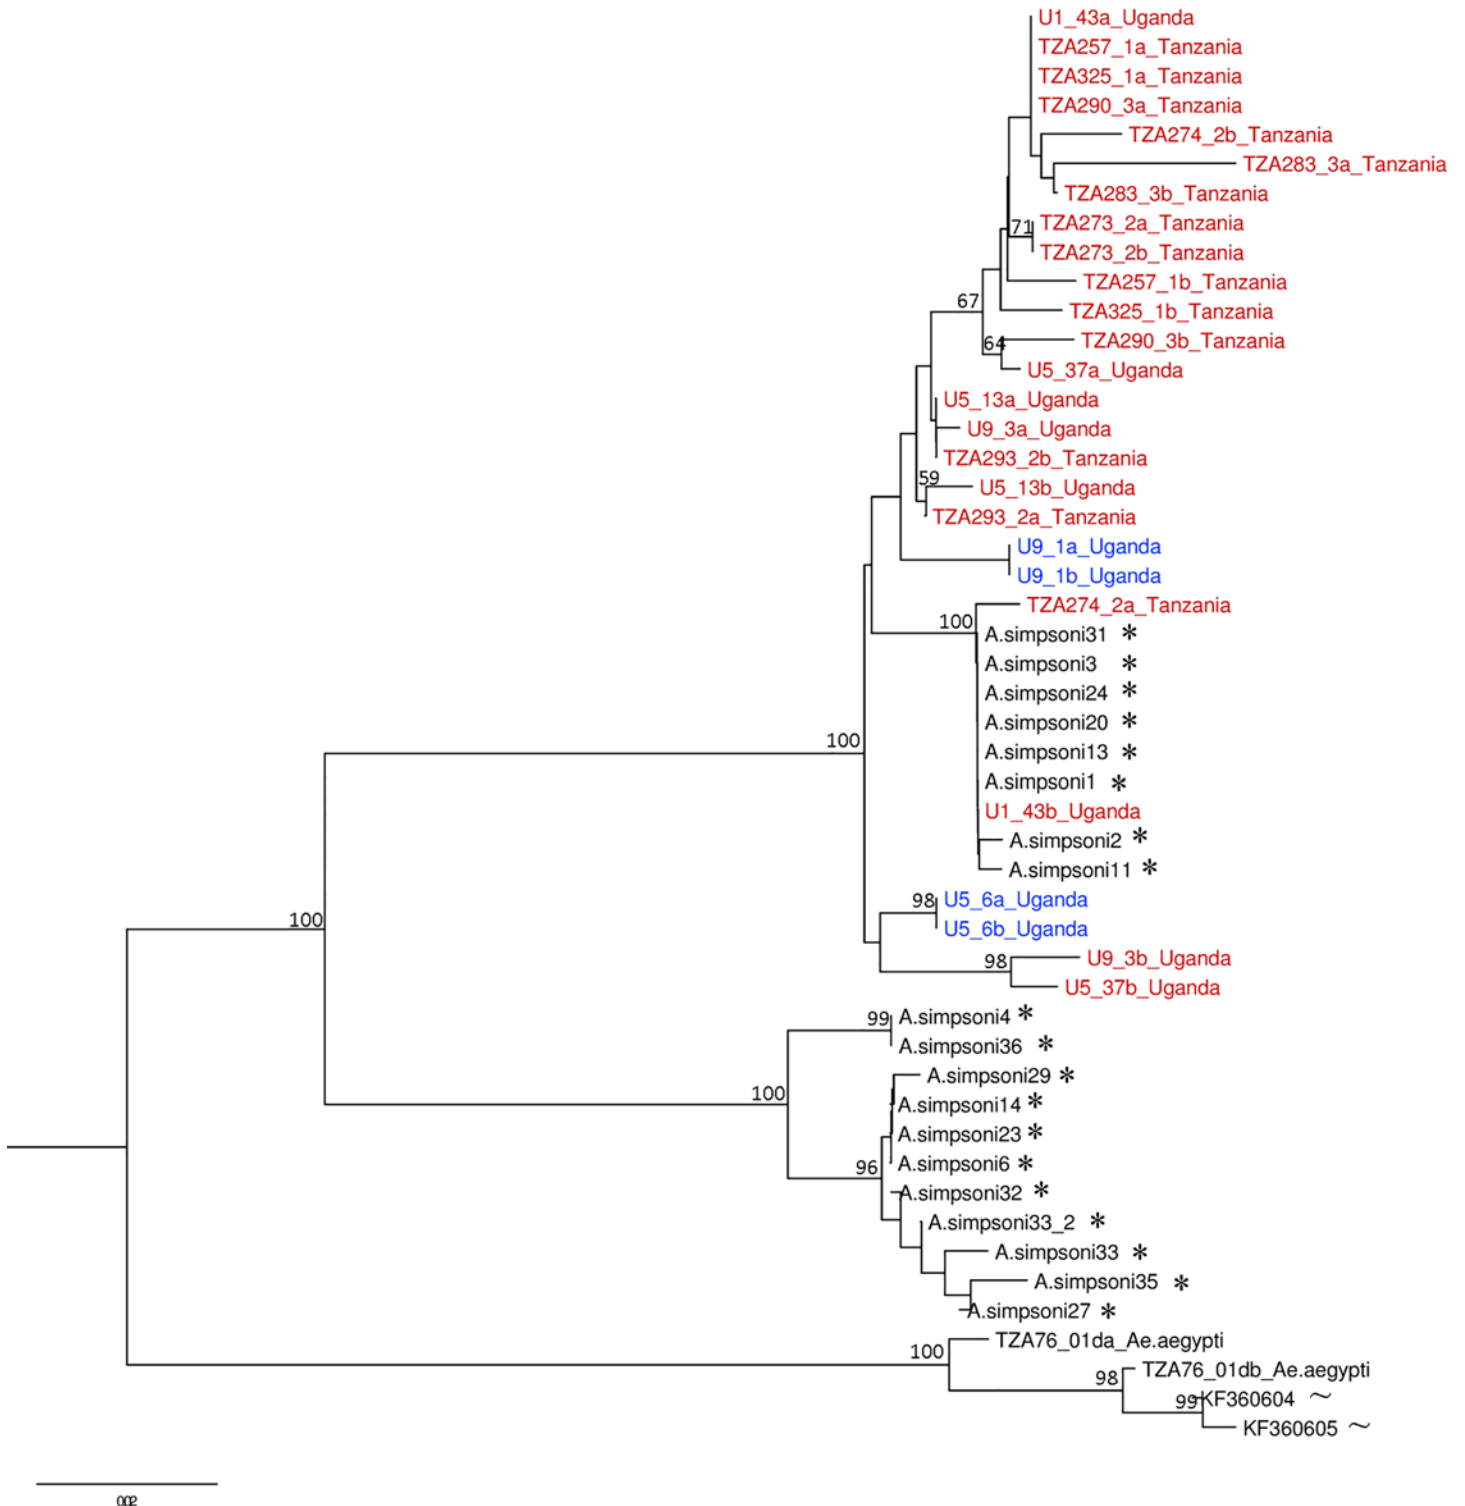 U1_43a_Uganda
TZA257_1a_Tanzania
TZA325_1a_Tanzania
TZA290_3a_Tanzania
TZA274_2b_Tanzania
TZA283_3a_Tanzania
TZA283_3b_Tanzania
71 TZA273_2a_Tanzania
TZA273_2b_Tanzania
TZA257_1b_Tanzania
67
TZA325_1b_Tanzania
64 TZA290_3b_Tanzania
U5_37a_Uganda
U5_13a_Uganda
U9_3a_Uganda
TZA293_2b_Tanzania
59 U5_13b_Uganda
TZA293_2a_Tanzania
U9_1a_Uganda
U9_1b_Uganda
TZA274_2a_Tanzania
100 A.simpsoni31 *
A.simpsoni3 *
A.simpsoni24 *
A.simpsoni20 *
100 A.simpsoni13 *
A.simpsoni1 *
U1_43b_Uganda
A.simpsoni2 *
A.simpsoni11 *
98 U5_6a_Uganda
100 U5_6b_Uganda
98 U9_3b_Uganda
U5_37b_Uganda
99 A.simpsoni4 *
A.simpsoni36 *
A.simpsoni29 *
100 A.simpsoni14 *
A.simpsoni23 *
96 A.simpsoni6 *
A.simpsoni32 *
A.simpsoni33_2 *
A.simpsoni33 *
A.simpsoni35 *
A.simpsoni27 *
TZA76_01da_Ae.aegypti
100
98 TZA76_01db_Ae.aegypti
99 KF360604 ~
KF360605 ~
0.02